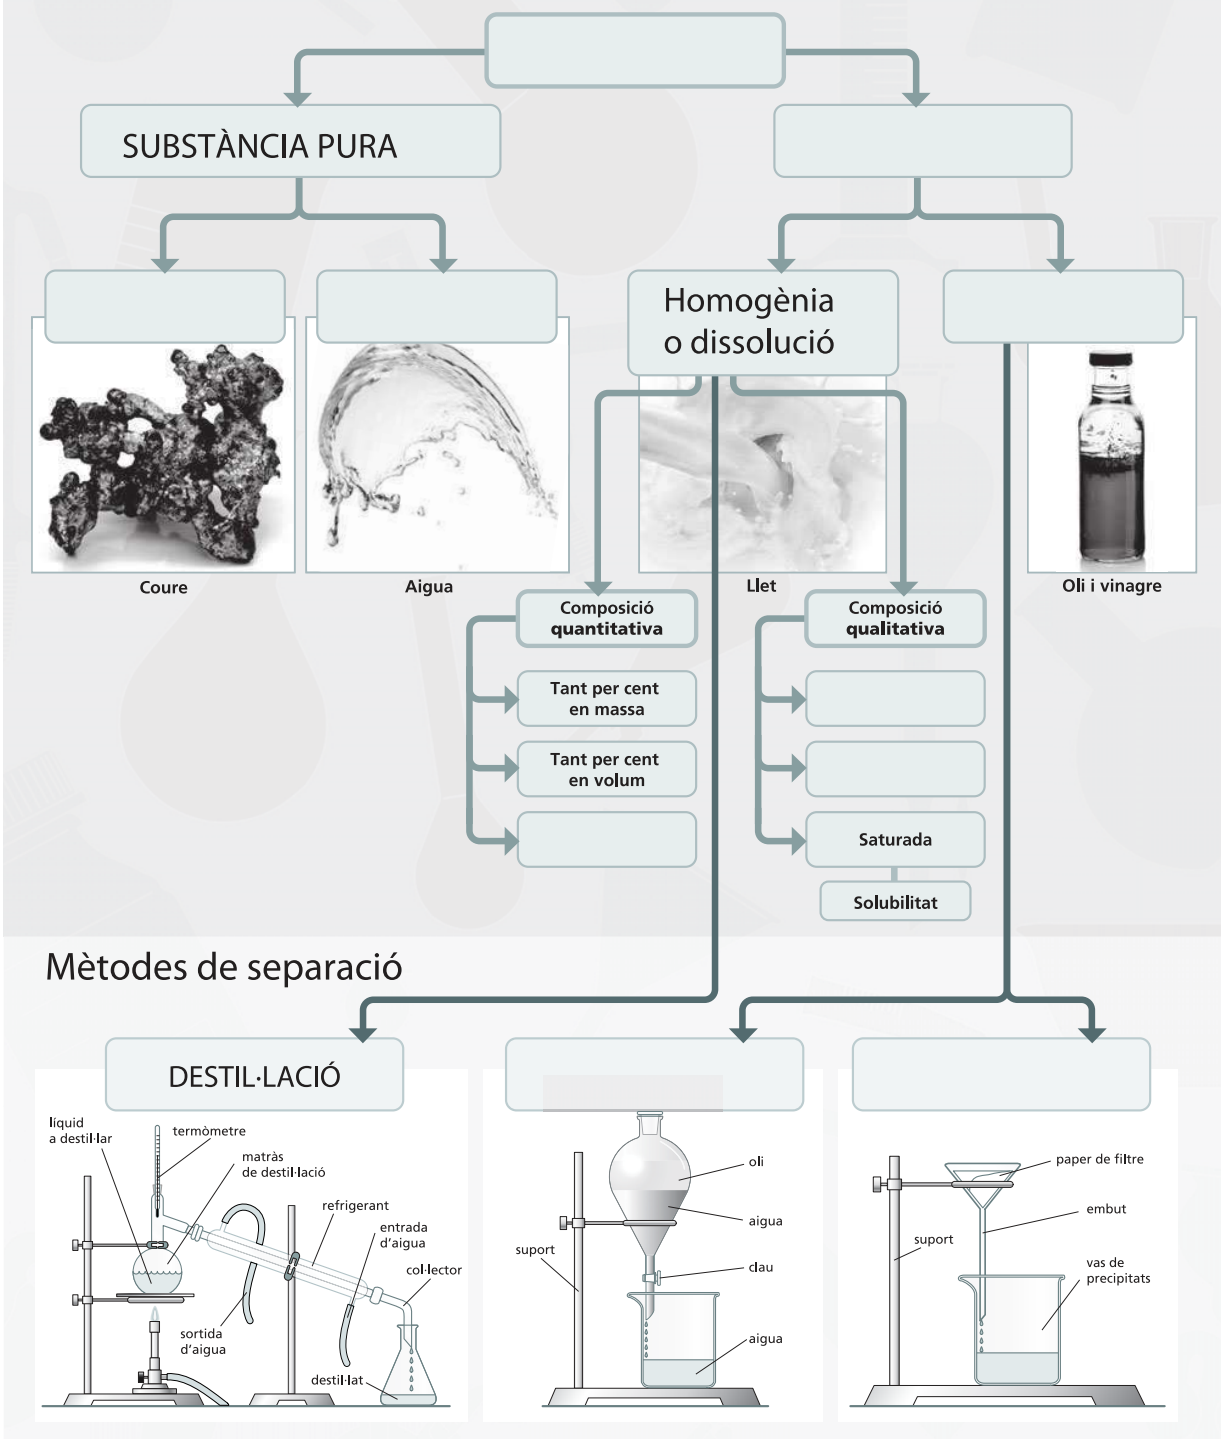 SUBSTÀNCIA PURA
Homogènia
o dissolució
Coure
Aigua
Llet
Oli i vinagre
Composició
quantitativa
Composició
qualitativa
Tant per cent
en massa
Tant per cent
en volum
Saturada
Solubilitat
Mètodes de separació
DESTIL·LACIÓ
líquid
a destil·lar
termòmetre
matràs
de destil·lació
refrigerant
entrada
d'aigua
col·lector
sortida
d'aigua
destil·lat
oli
aigua
suport
clau
aigua
paper de filtre
embut
suport
vas de
precipitats